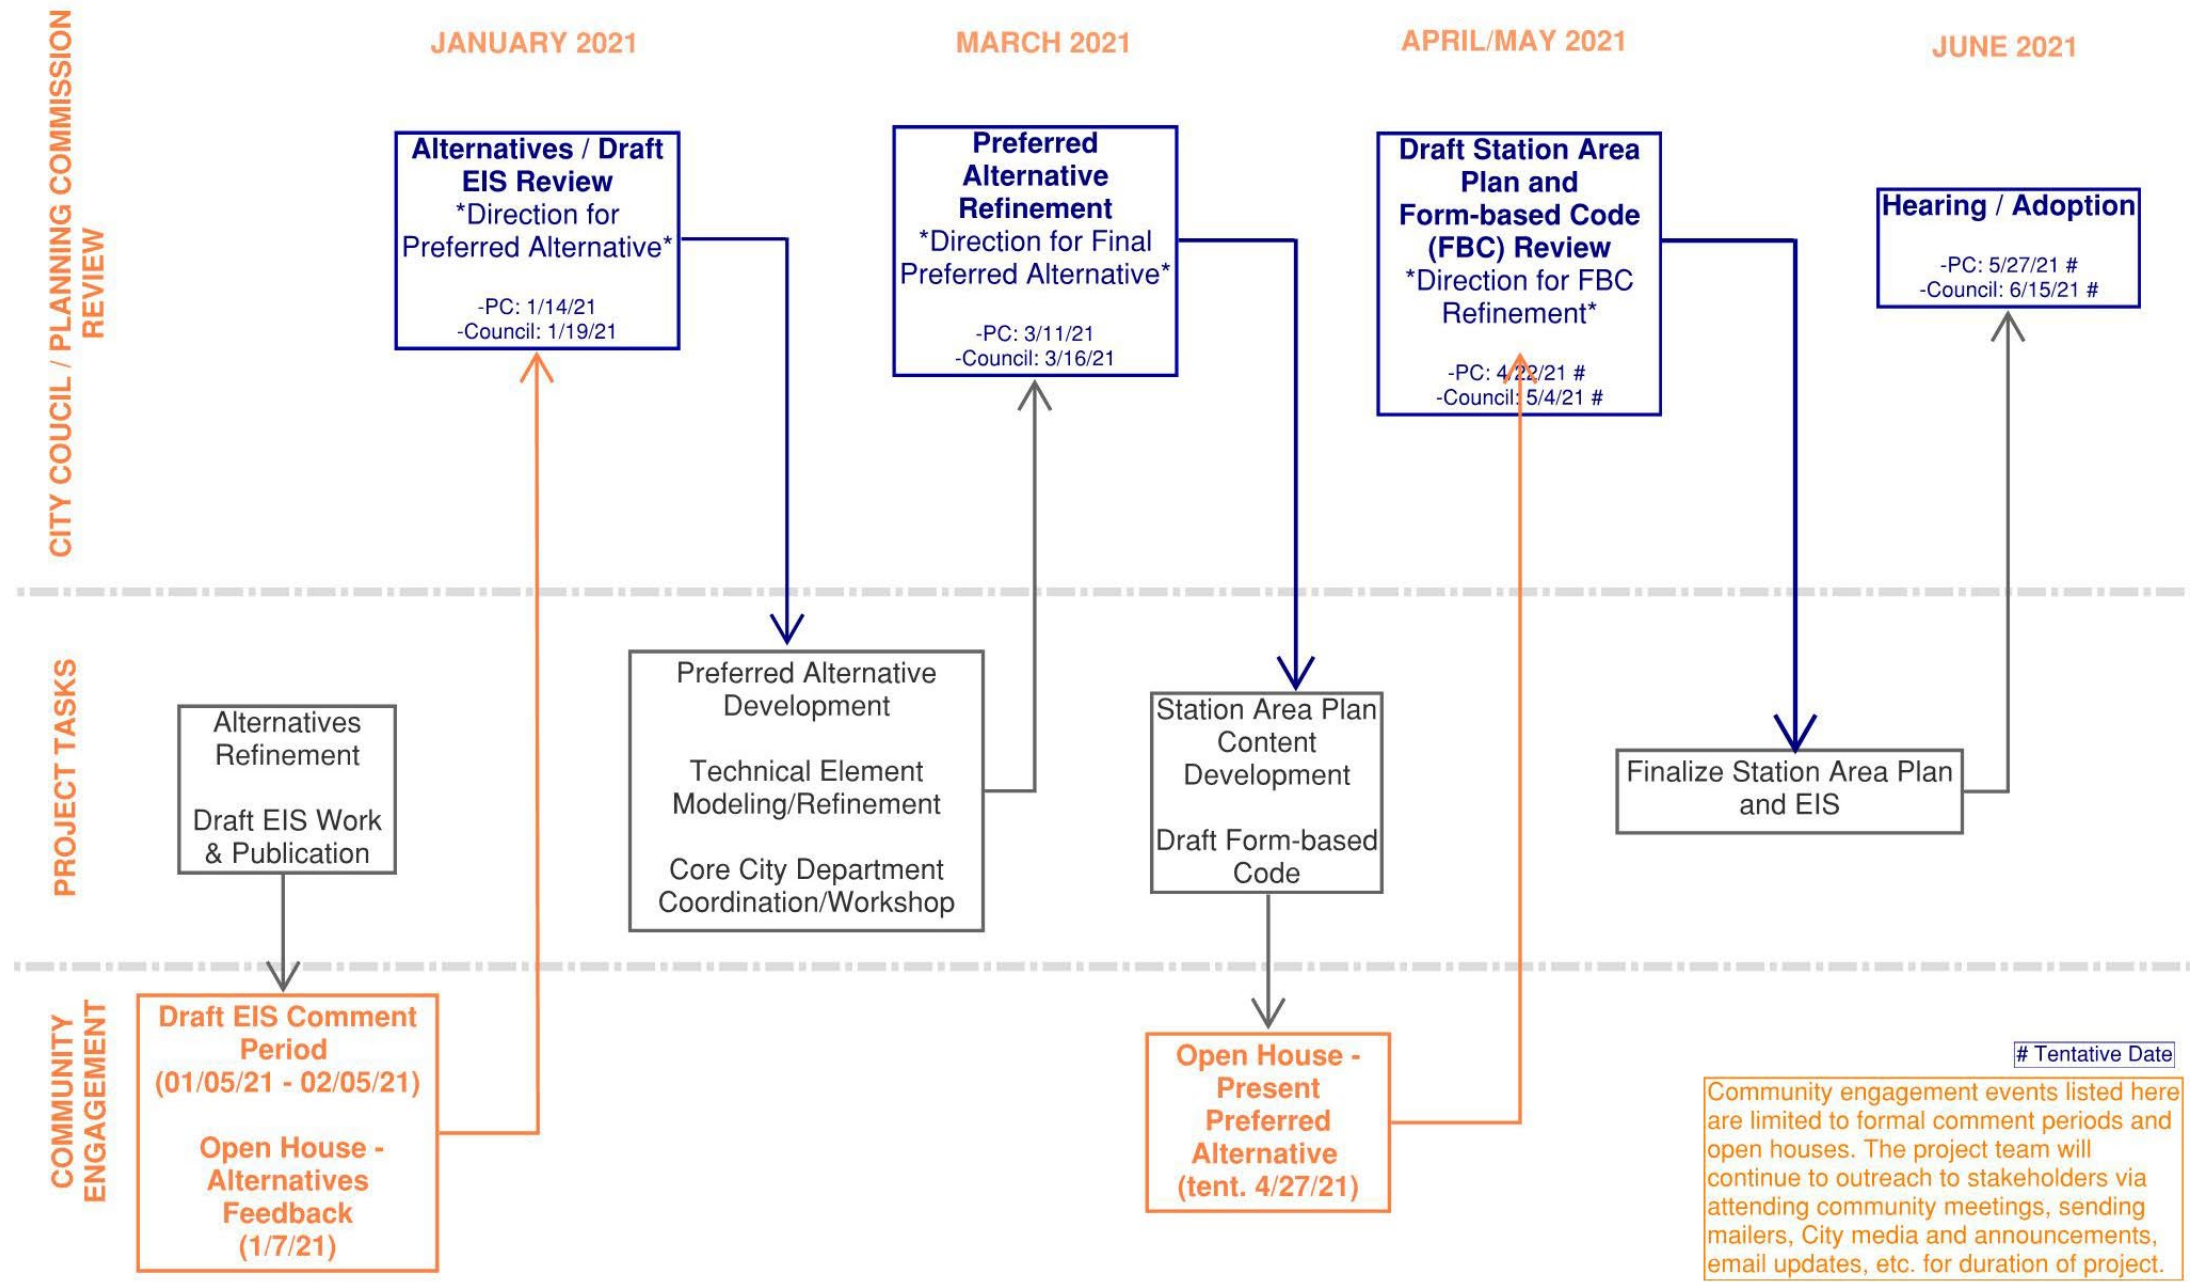 JANUARY 2021
MARCH 2021
APRIL/MAY 2021
JUNE 2021
CITY COUCIL / PLANNING COMMISSION
REVIEW
Alternatives / Draft
EIS Review
*Direction for
Preferred Alternative*
-PC: 1/14/21
-Council: 1/19/21
Preferred
Alternative
Refinement
*Direction for Final
Preferred Alternative*
-PC: 3/11/21
-Council: 3/16/21
Draft Station Area
Plan and
Form-based Code
(FBC) Review
*Direction for FBC
Refinement*
-PC: 4/22/21 #
-Council: 5/4/21 #
Hearing / Adoption
-PC: 5/27/21 #
-Council: 6/15/21 #
PROJECT TASKS
Alternatives
Refinement
Draft EIS Work
& Publication
Preferred Alternative
Development
Technical Element
Modeling/Refinement
Core City Department
Coordination/Workshop
Station Area Plan
Content
Development
Draft Form-based
Code
Finalize Station Area Plan
and EIS
COMMUNITY
ENGAGEMENT
Draft EIS Comment
Period
(01/05/21 - 02/05/21)
Open House -
Alternatives
Feedback
(1/7/21)
Open House -
Present
Preferred
Alternative
(tent. 4/27/21)
# Tentative Date
Community engagement events listed here
are limited to formal comment periods and
open houses. The project team will
continue to outreach to stakeholders via
attending community meetings, sending
mailers, City media and announcements,
email updates, etc. for duration of project.